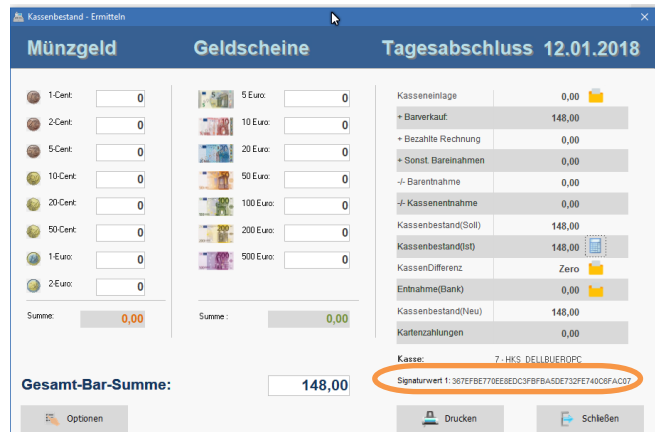 Kassenbestand - Ermitteln
Münzgeld Geldscheine Tagesabschluss 12.01.2018
1-Cent: 0 5 Euro: 0 Kasseneinlage 0,00
+ Barverkauf: 148,00
2-Cent: 0 10 Euro: 0 + Bezahlte Rechnung 0,00
5-Cent: 0 20 Euro: 0 + Sonst. Bareinahmen 0,00
10-Cent: 0 50 Euro: 0 -/- Barentnahme 0,00
20-Cent: 0 100 Euro: 0 -/- Kassenentnahme 0,00
50-Cent: 0 200 Euro: 0 Kassenbestand(Soll) 148,00
Kassenbestand(Ist) 148,00
1-Euro: 0 500 Euro: 0 KassenDifferenz Zero
2-Euro: 0 Entnahme(Bank) 0,00
Summe: 0,00 Summe : 0,00 Kassenbestand(Neu) 148,00
Kartenzahlungen 0,00
Kasse: 7 - HKS DELLBUEROPC
Gesamt-Bar-Summe: 148,00 Signaturwert 1: 367EFBE770EE8EDC3FBFBA5DE732FE740C6FAC07
Optionen Drucken Schließen